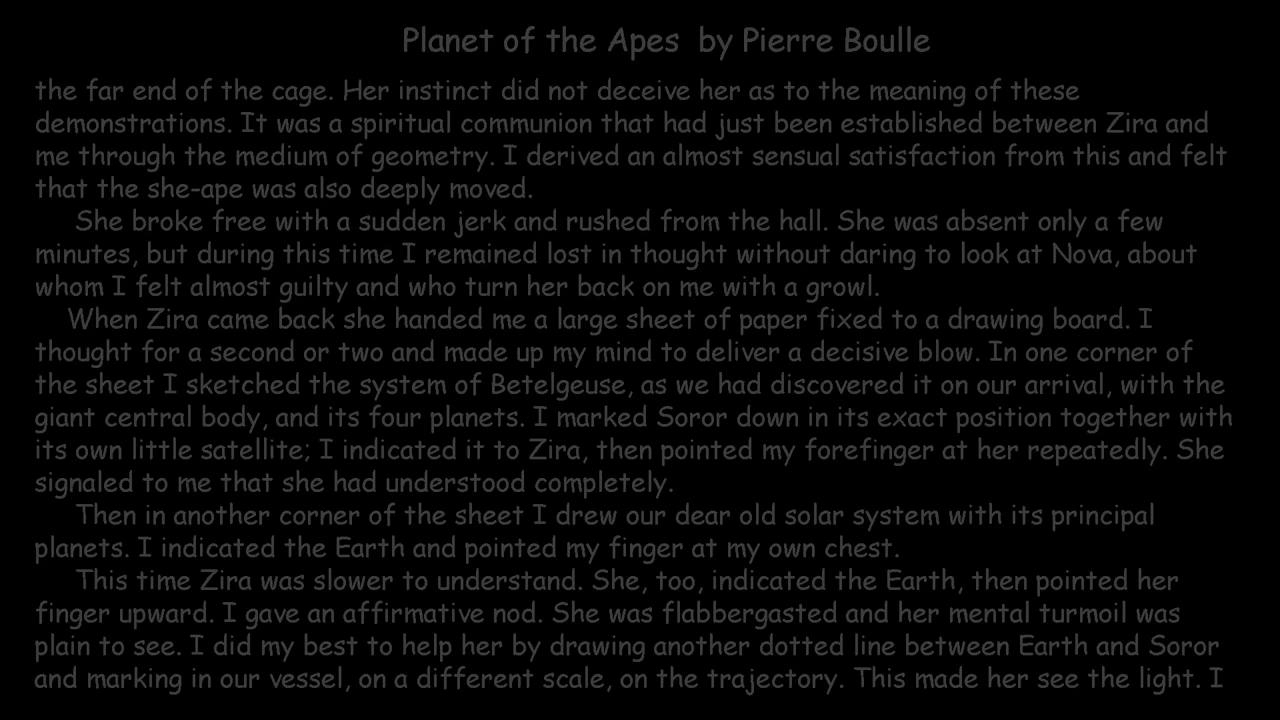 Planet of the Apes by Pierre Boulle
the far end of the cage. Her instinct did not deceive her as to the meaning of these
demonstrations. It was a spiritual communion that had just been established between Zira and
me through the medium of geometry. I derived an almost sensual satisfaction from this and felt
that the she-ape was also deeply moved.
She broke free with a sudden jerk and rushed from the hall. She was absent only a few
minutes, but during this time I remained lost in thought without daring to look at Nova, about
whom I felt almost guilty and who turn her back on me with a growl.
When Zira came back she handed me a large sheet of paper fixed to a drawing board. I
thought for a second or two and made up my mind to deliver a decisive blow. In one corner of
the sheet I sketched the system of Betelgeuse, as we had discovered it on our arrival, with the
giant central body, and its four planets. I marked Soror down in its exact position together with
its own little satellite; I indicated it to Zira, then pointed my forefinger at her repeatedly. She
signaled to me that she had understood completely.
Then in another corner of the sheet I drew our dear old solar system with its principal
planets. I indicated the Earth and pointed my finger at my own chest.
This time Zira was slower to understand. She, too, indicated the Earth, then pointed her
finger upward. I gave an affirmative nod. She was flabbergasted and her mental turmoil was
plain to see. I did my best to help her by drawing another dotted line between Earth and Soror
and marking in our vessel, on a different scale, on the trajectory. This made her see the light. I